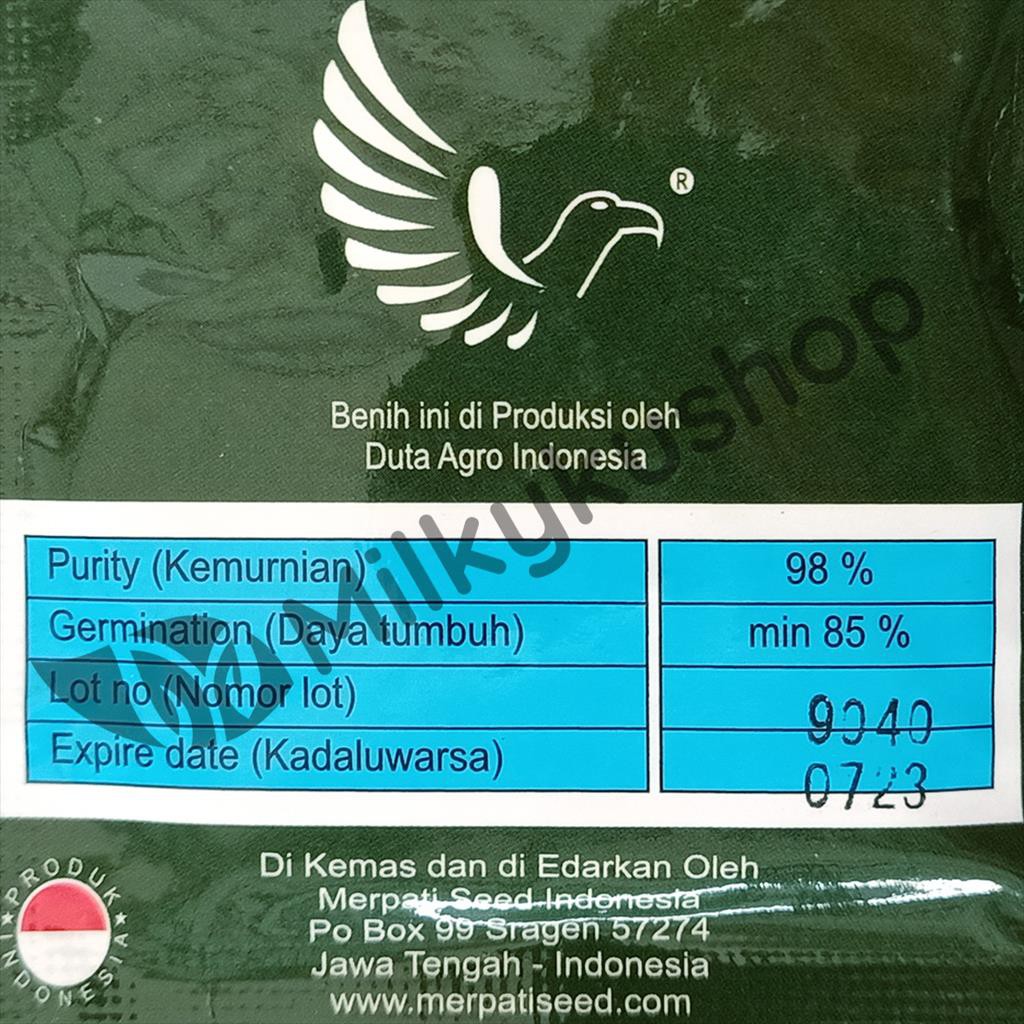 ®
Benih ini di Produksi oleh
Duta Agro Indonesia
Purity (Kemurnian) 98 %
Germination (Daya tumbuh) min 85 %
Lot no (Nomor lot) 9940
Expire date (Kadaluwarsa) 0723
Di Kemas dan di Edarkan Oleh
Merpati Seed Indonesia
Po Box 99 Sragen 57274
Jawa Tengah - Indonesia
www.merpatiseed.com
PRODUK INDONESIA
Milkykushop